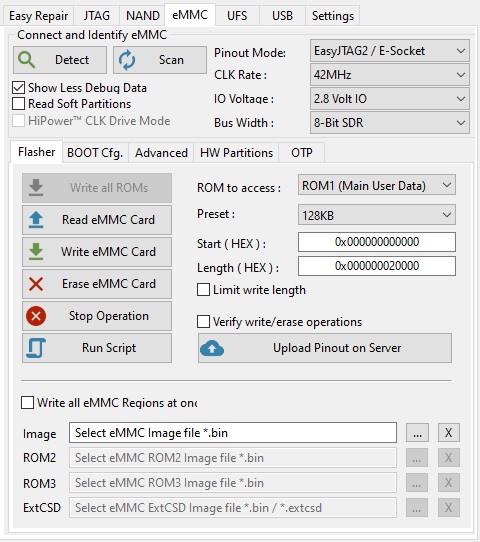 Easy Repair JTAG NAND eMMC UFS USB Settings
Connect and Identify eMMC
Detect Scan
Show Less Debug Data
Read Soft Partitions
HiPower™ CLK Drive Mode
Pinout Mode: EasyJTAG2 / E-Socket
CLK Rate : 42MHz
IO Voltage : 2.8 Volt IO
Bus Width : 8-Bit SDR
Flasher BOOT Cfg. Advanced HW Partitions OTP
Write all ROMs
Read eMMC Card
Write eMMC Card
Erase eMMC Card
Stop Operation
Run Script
ROM to access : ROM1 (Main User Data)
Preset : 128KB
Start ( HEX ) : 0x000000000000
Length ( HEX ) : 0x000000020000
Limit write length
Verify write/erase operations
Upload Pinout on Server
Write all eMMC Regions at onc
Image Select eMMC Image file *.bin ... X
ROM2 Select eMMC ROM2 Image file *.bin ... X
ROM3 Select eMMC ROM3 Image file *.bin ... X
ExtCSD Select eMMC ExtCSD Image file *.bin / *.extcsd ... X